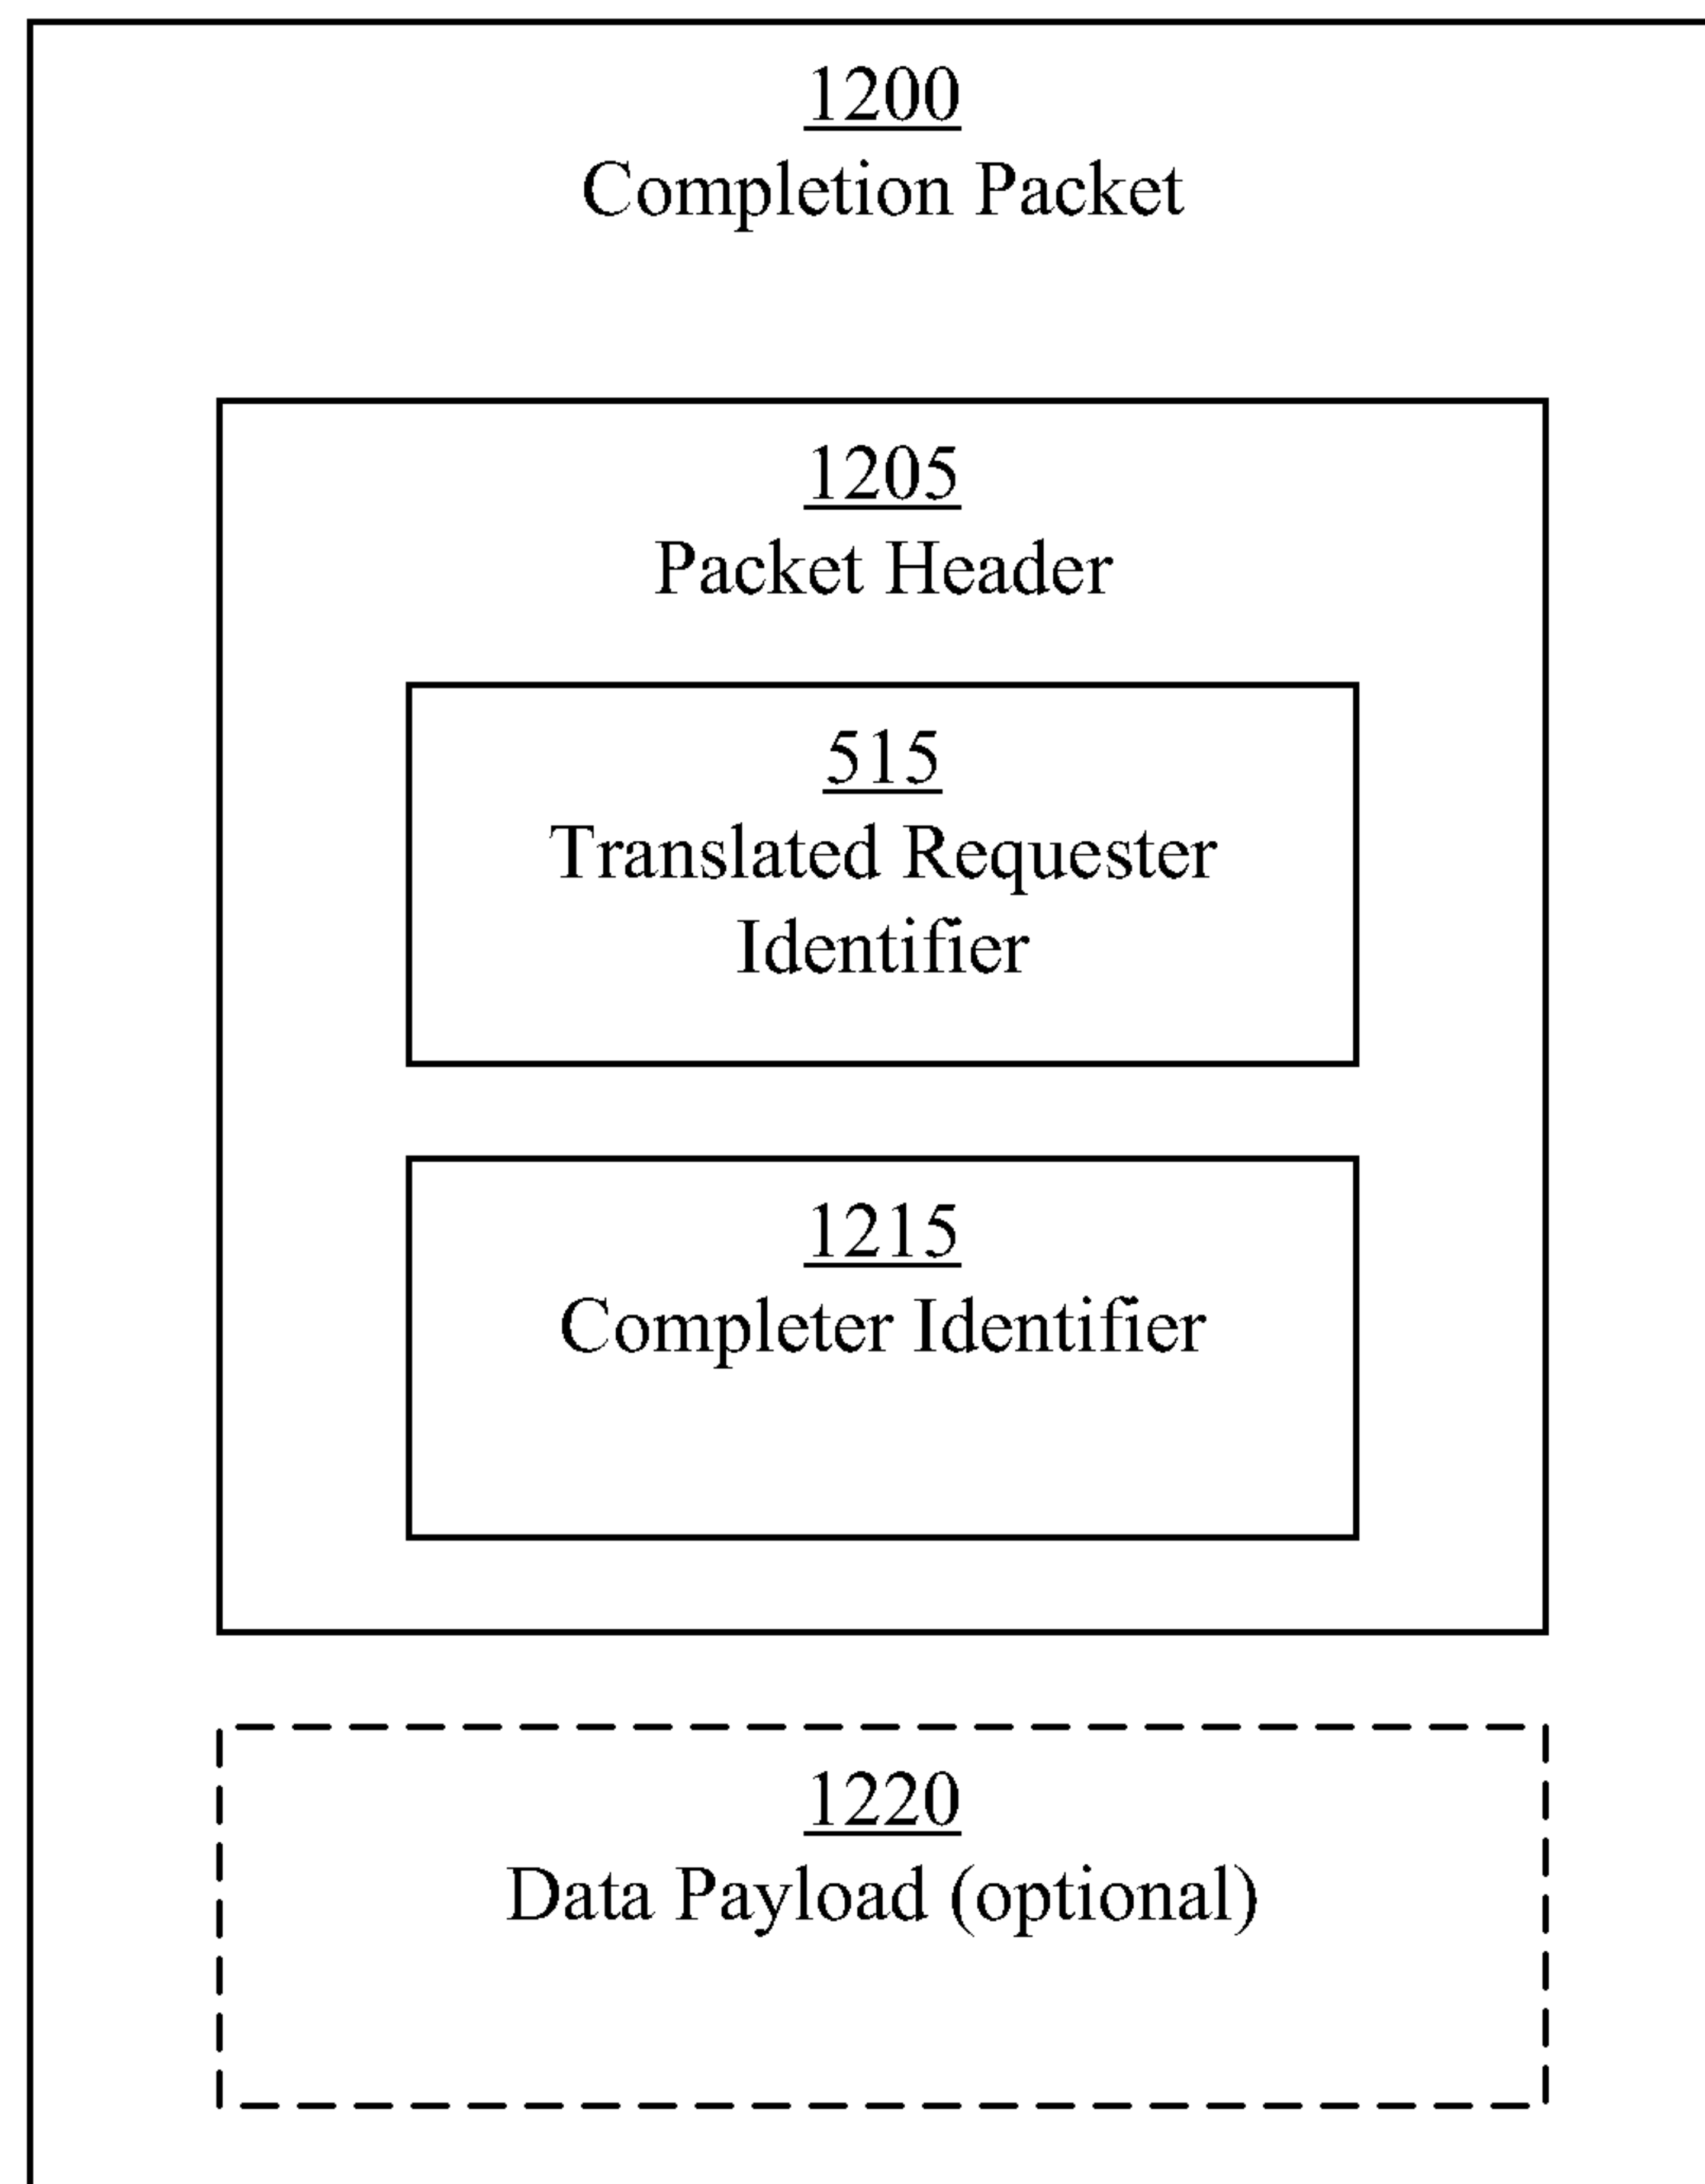 1200
Completion Packet
1205
Packet Header
515
Translated Requester
Identifier
1215
Completer Identifier
1220
Data Payload (optional)